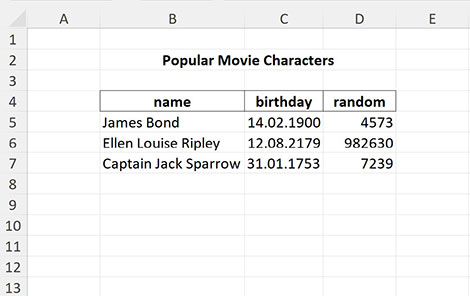 A B C D E
1
2 Popular Movie Characters
3
4 name birthday random
5 James Bond 14.02.1900 4573
6 Ellen Louise Ripley 12.08.2179 982630
7 Captain Jack Sparrow 31.01.1753 7239
8
9
10
11
12
13